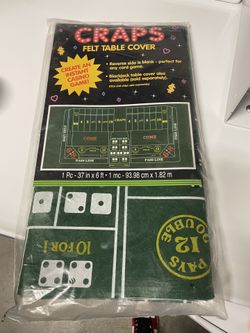 CRAPS
FELT TABLE COVER
CREATE AN
INSTANT
CASINO
GAME!
• Reverse side is blank - perfect for
any card game.
• Blackjack table cover also
available (sold separately).
CRAPS
COME
COME
PASS LINE
PASS LINE
1 Pc - 37 in x 6 ft • 1 mc - 93.98 cm x 1.82 m
10 FOR 1
PAYS
12
DOUBLE